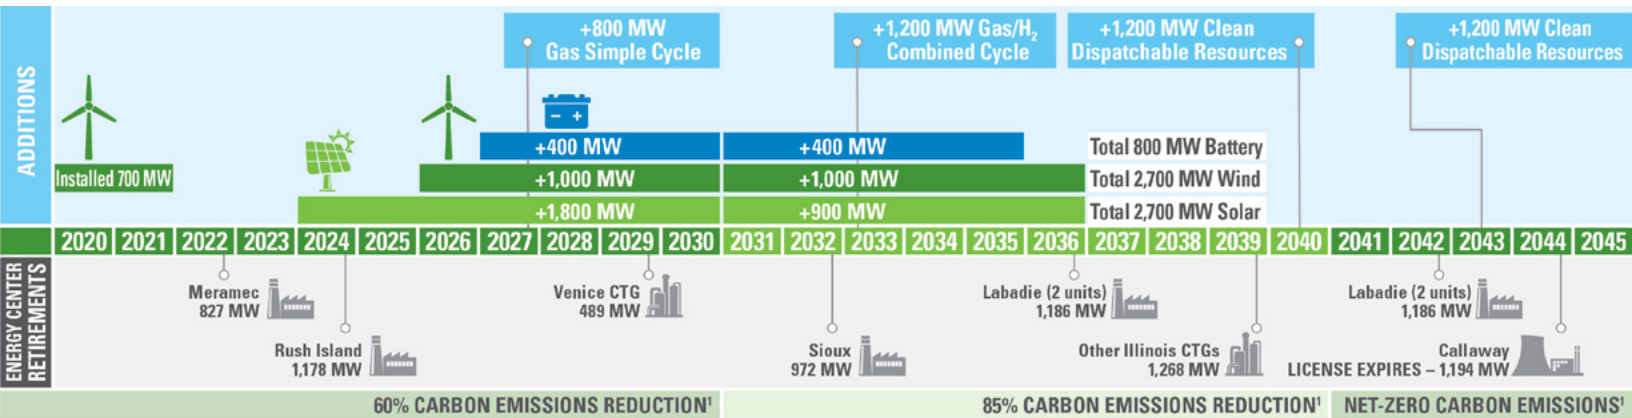 ADDITIONS
+800 MW
Gas Simple Cycle
+1,200 MW Gas/H₂
Combined Cycle
+1,200 MW Clean
Dispatchable Resources
+1,200 MW Clean
Dispatchable Resources
- +
+400 MW
+400 MW
Total 800 MW Battery
Installed 700 MW
+1,000 MW
+1,000 MW
Total 2,700 MW Wind
+1,800 MW
+900 MW
Total 2,700 MW Solar
2020 2021 2022 2023 2024 2025 2026 2027 2028 2029 2030 2031 2032 2033 2034 2035 2036 2037 2038 2039 2040 2041 2042 2043 2044 2045
ENERGY CENTER
RETIREMENTS
Meramec
827 MW
Rush Island
1,178 MW
Venice CTG
489 MW
Sioux
972 MW
Labadie (2 units)
1,186 MW
Other Illinois CTGs
1,268 MW
Labadie (2 units)
1,186 MW
Callaway
LICENSE EXPIRES – 1,194 MW
60% CARBON EMISSIONS REDUCTION¹
85% CARBON EMISSIONS REDUCTION¹
NET-ZERO CARBON EMISSIONS¹